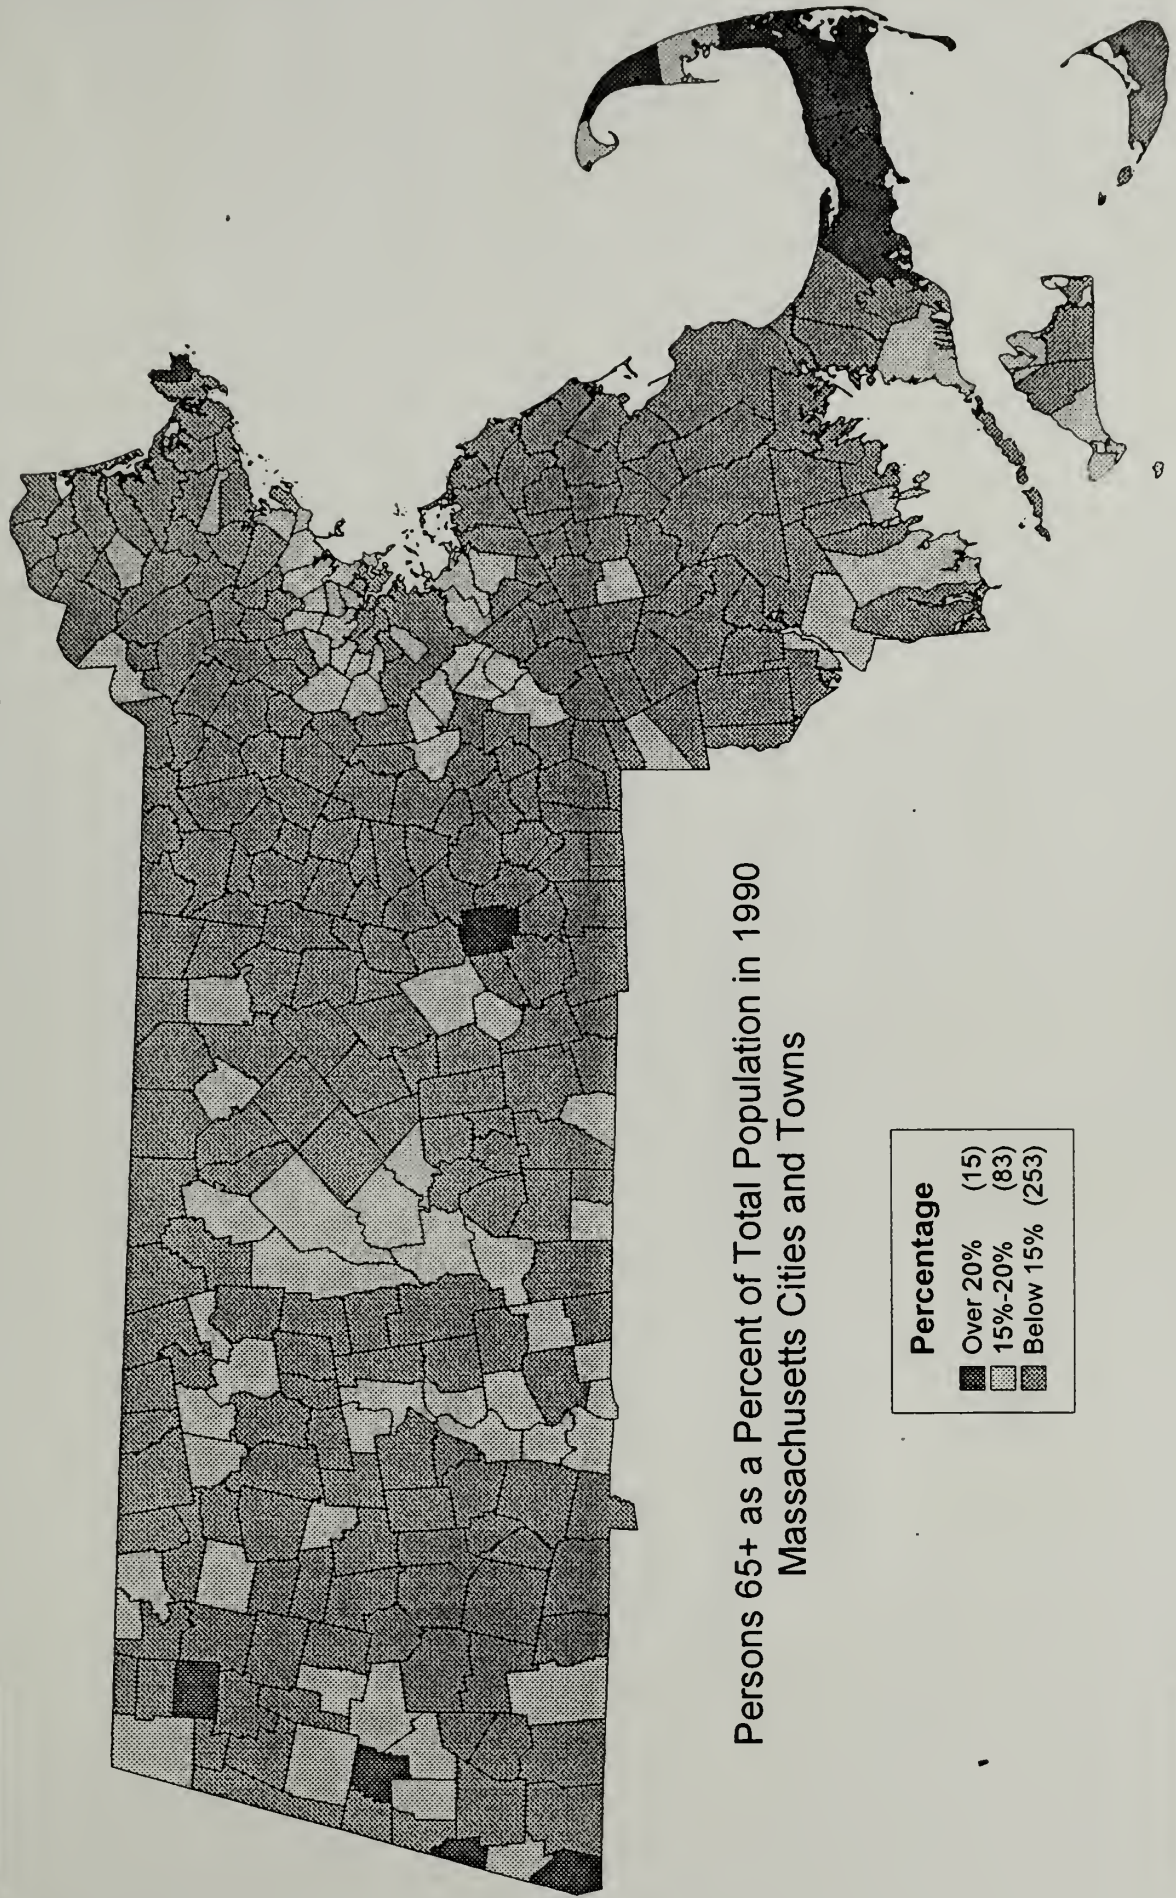 Persons 65+ as a Percent of Total Population in 1990
Massachusetts Cities and Towns
Percentage
Over 20% (15)
15%-20% (83)
Below 15% (253)